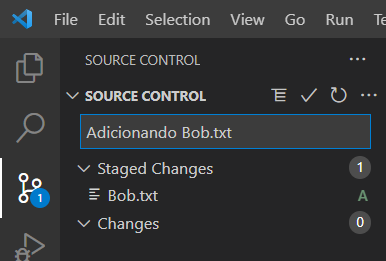 File Edit Selection View Go Run Te
SOURCE CONTROL
SOURCE CONTROL
Adicionando Bob.txt
Staged Changes 1
Bob.txt A
1
Changes 0